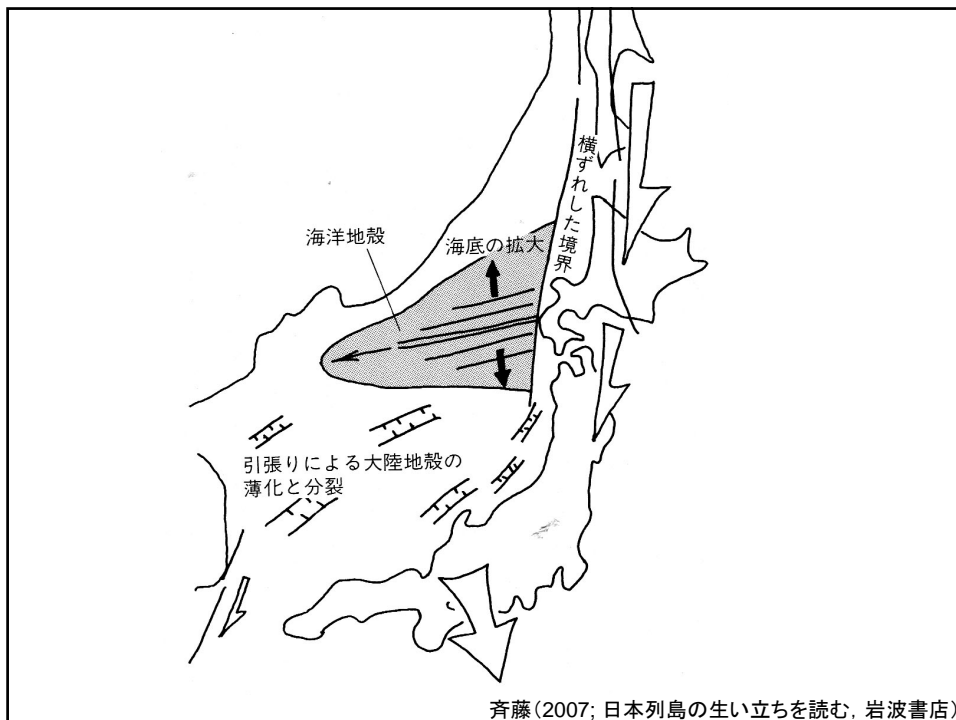 横ずれした境界
海洋地殻
海底の拡大
引張りによる大陸地殻の
薄化と分裂
斉藤(2007; 日本列島の生い立ちを読む, 岩波書店)